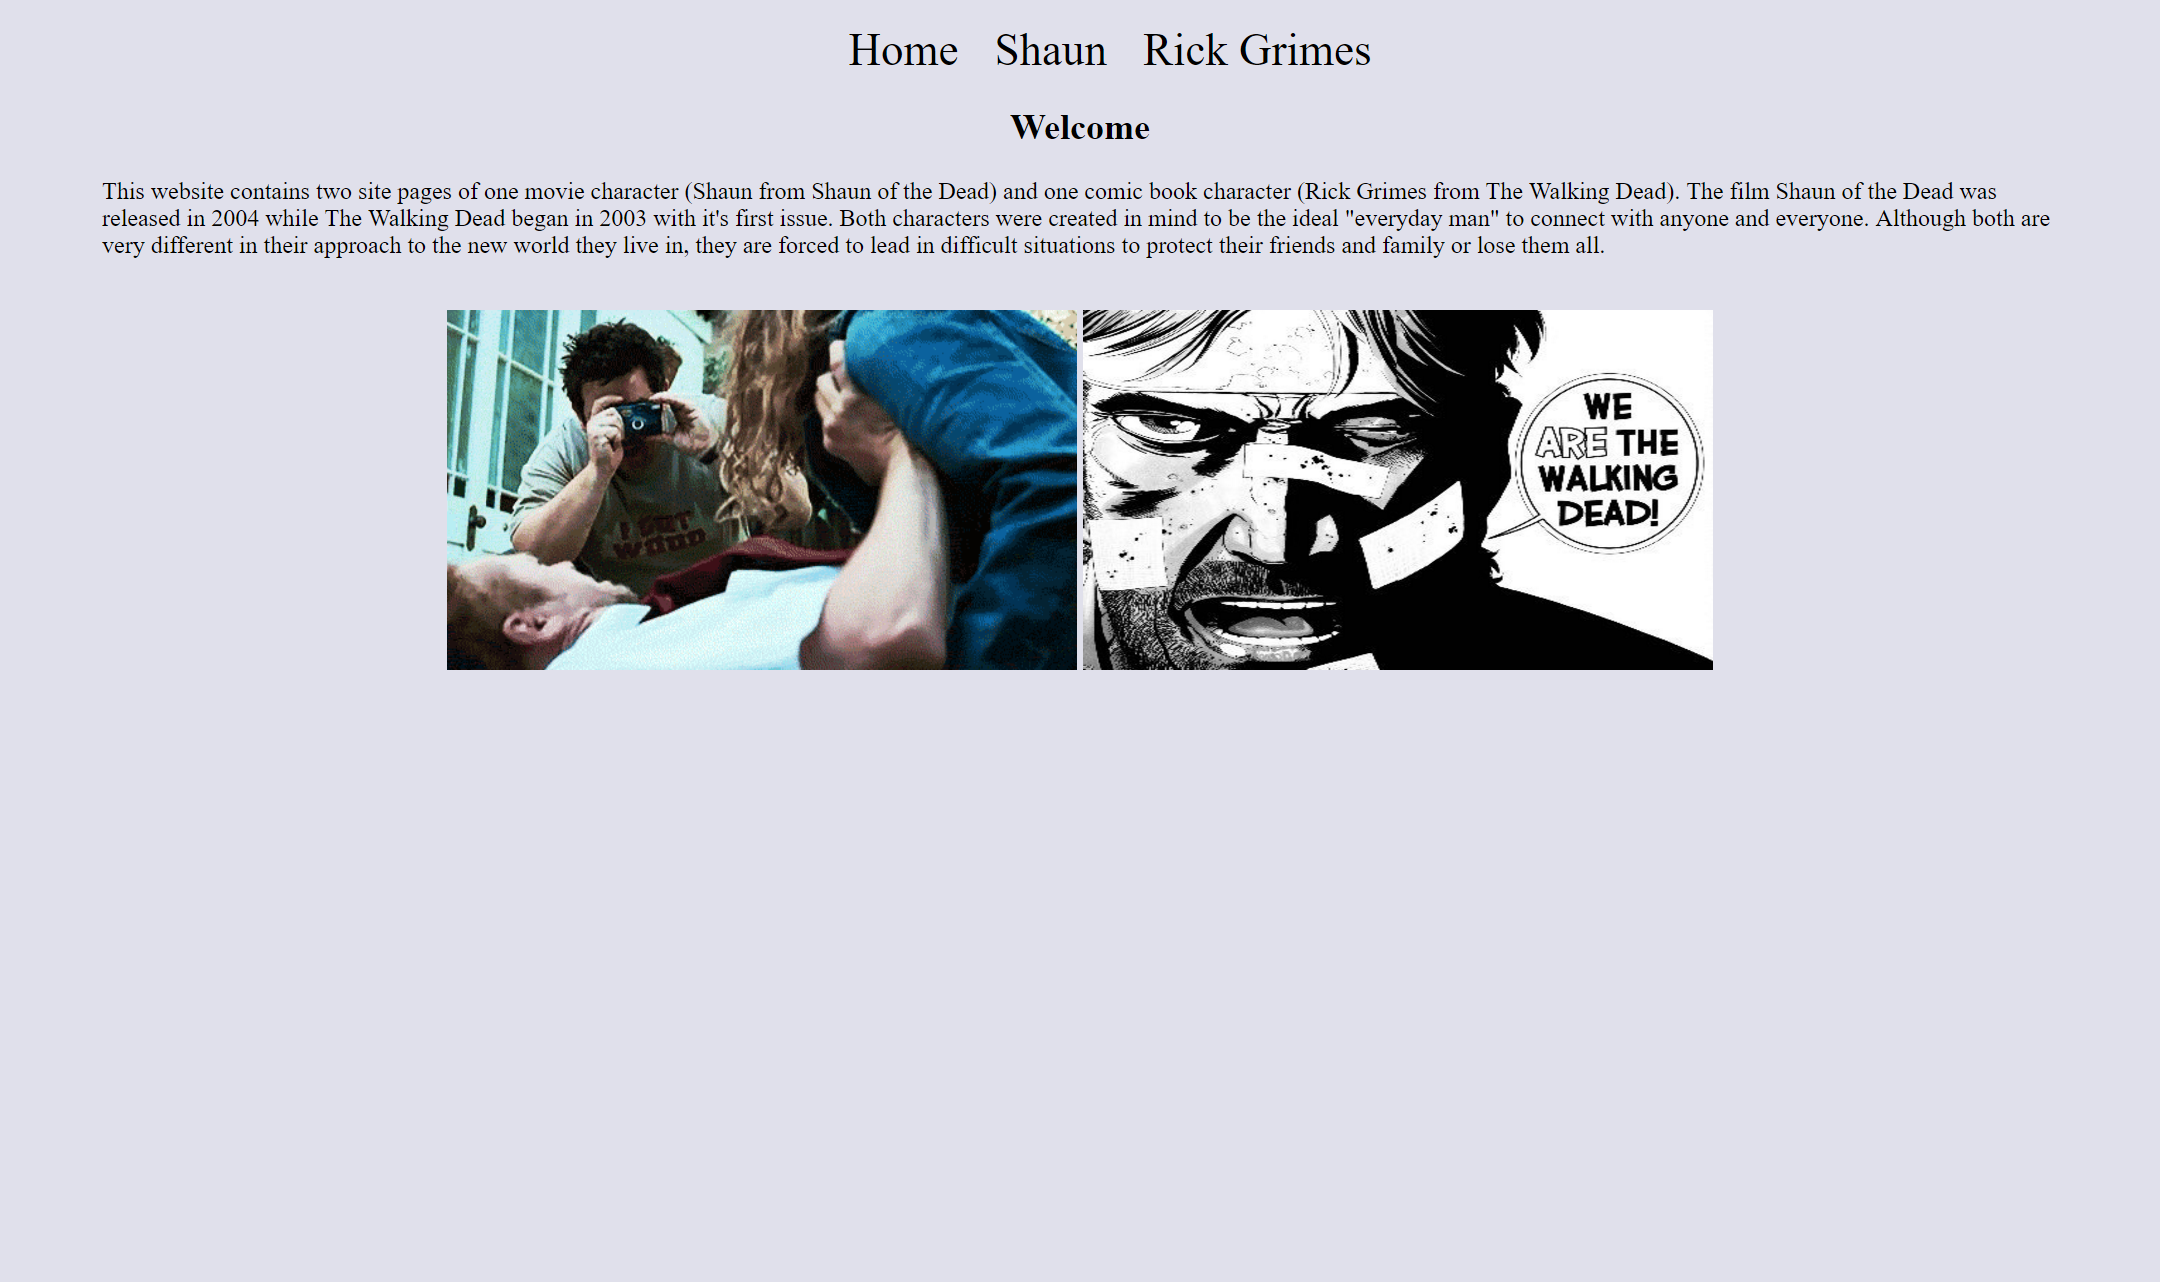 Home Shaun Rick Grimes
Welcome
This website contains two site pages of one movie character (Shaun from Shaun of the Dead) and one comic book character (Rick Grimes from The Walking Dead). The film Shaun of the Dead was
released in 2004 while The Walking Dead began in 2003 with it's first issue. Both characters were created in mind to be the ideal "everyday man" to connect with anyone and everyone. Although both are
very different in their approach to the new world they live in, they are forced to lead in difficult situations to protect their friends and family or lose them all.
I GOT
WOOD
WE
ARE THE
WALKING
DEAD!